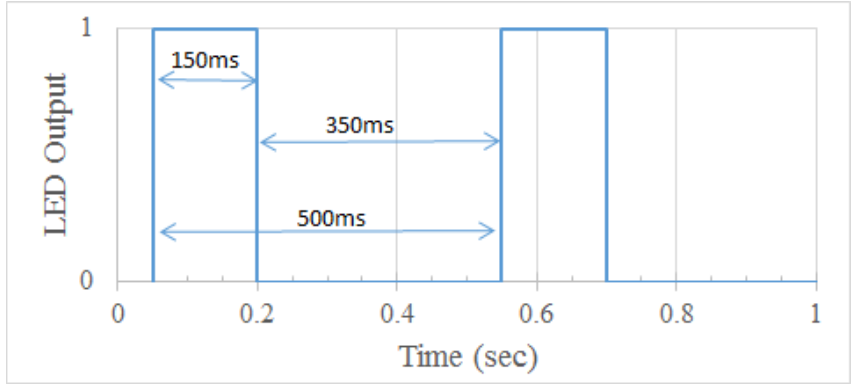 1
150ms
350ms
LED Output
500ms
0
0 0.2 0.4 0.6 0.8 1
Time (sec)